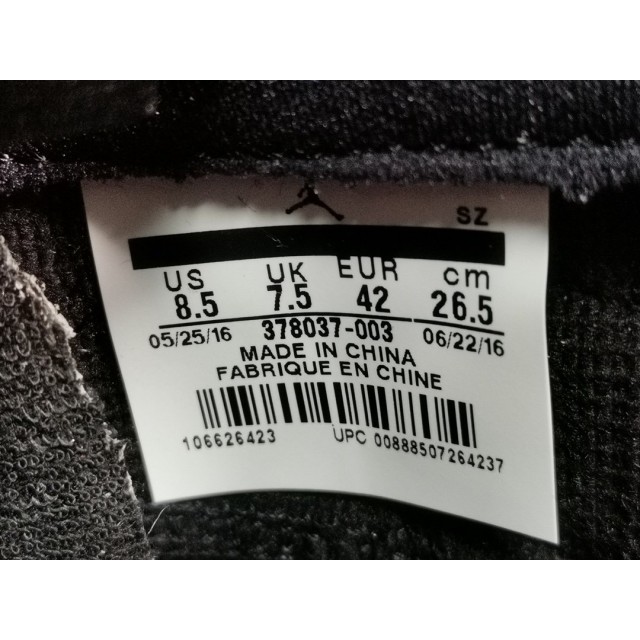 SZ
US UK EUR cm
8.5 7.5 42 26.5
05/25/16 378037-003 06/22/16
MADE IN CHINA
FABRIQUE EN CHINE
106626423 UPC 00888507264237